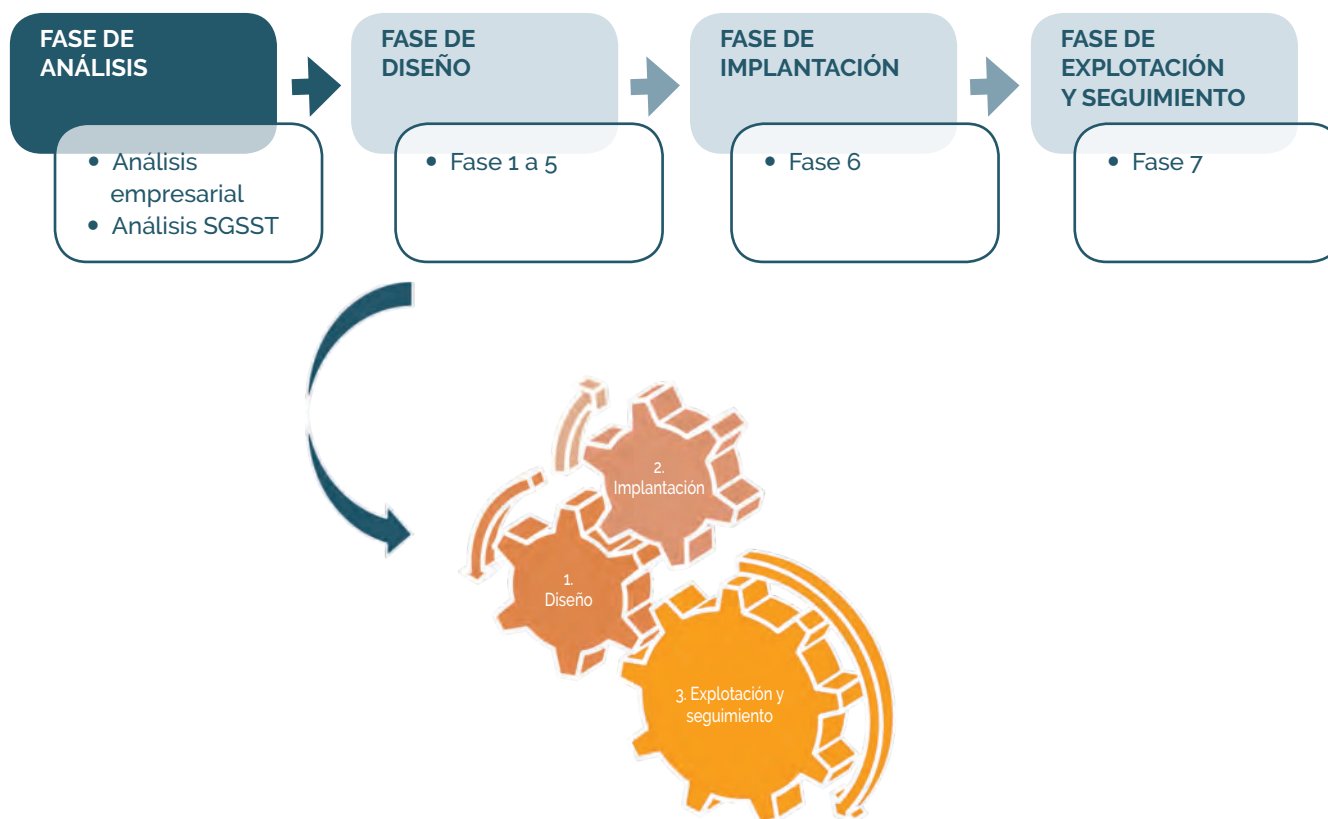 FASE DE
ANÁLISIS
FASE DE
DISEÑO
FASE DE
IMPLANTACIÓN
FASE DE
EXPLOTACIÓN
Y SEGUIMIENTO
• Análisis
empresarial
• Análisis SGSST
• Fase 1 a 5
• Fase 6
• Fase 7
2.
Implantación
1.
Diseño
3. Explotación y
seguimiento